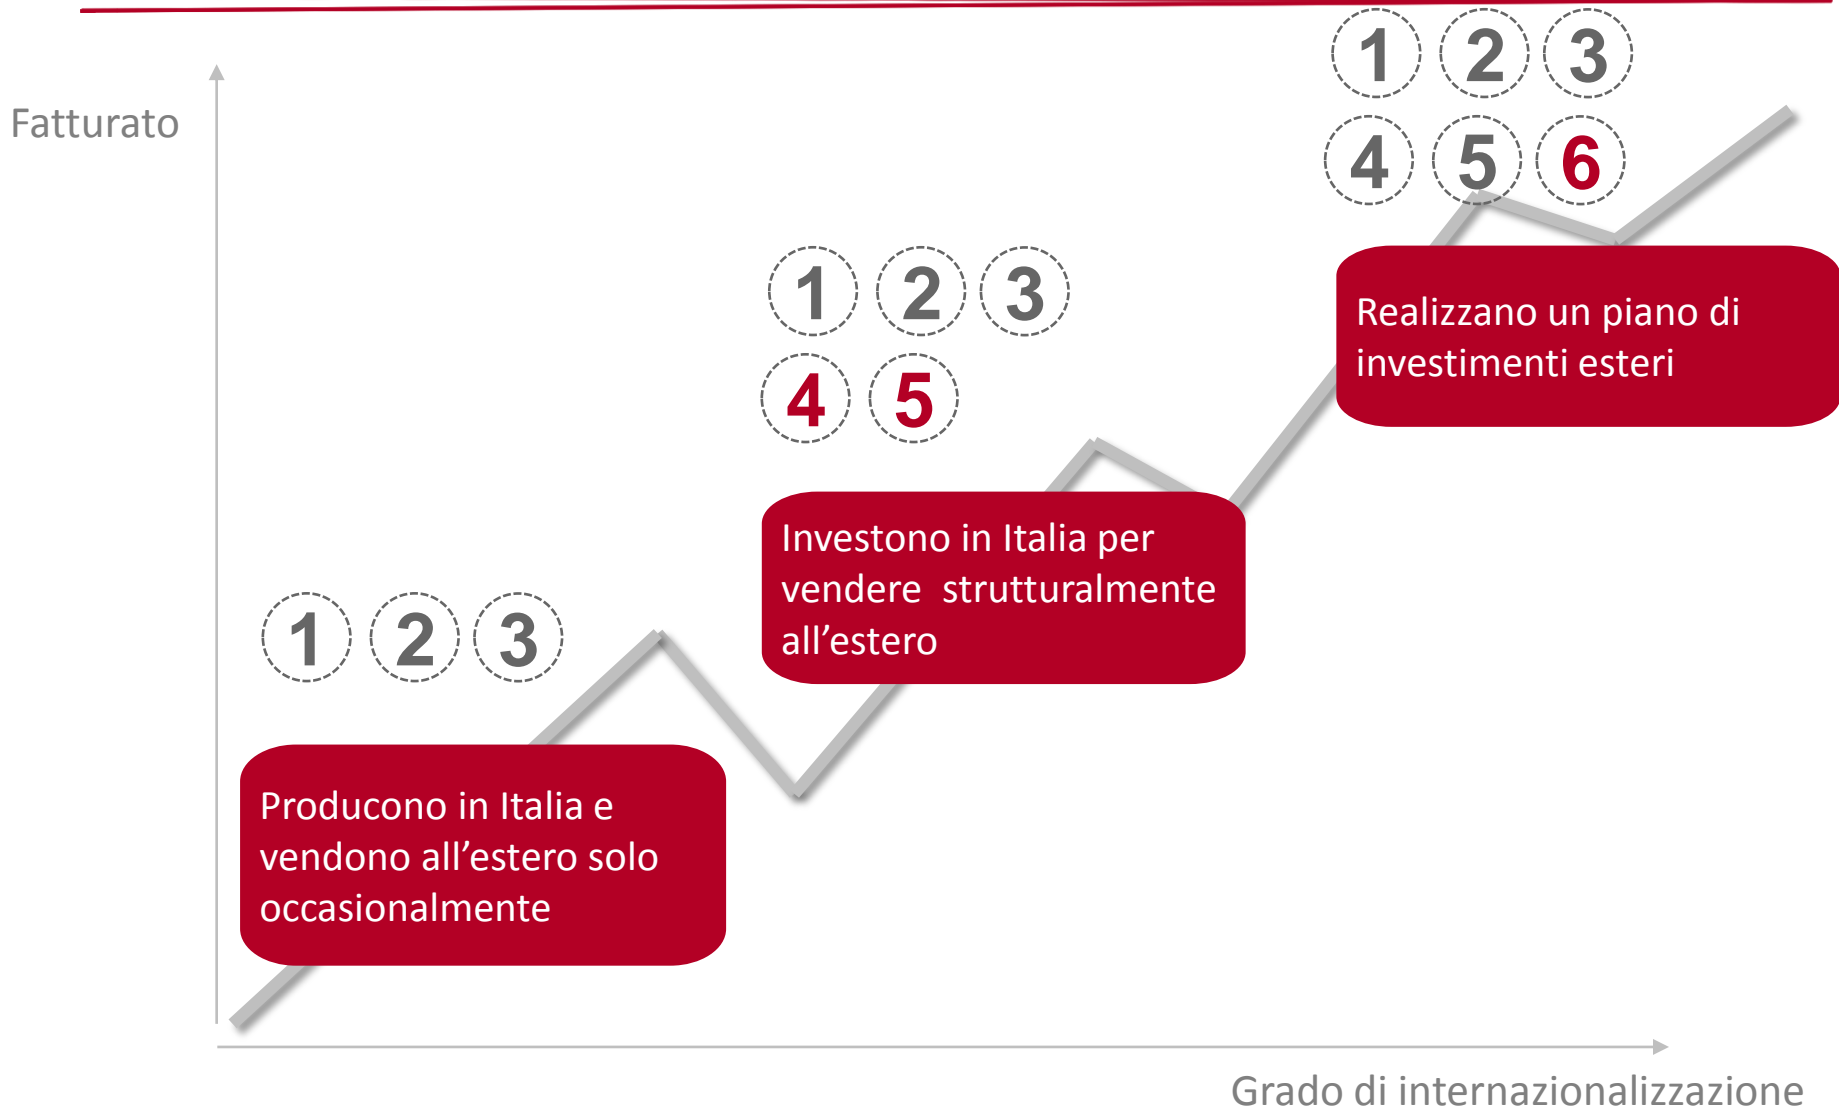 1 2 3
Fatturato
4 5 6
1 2 3
Realizzano un piano di
investimenti esteri
4 5
Investono in Italia per
vendere strutturalmente
all’estero
1 2 3
Producono in Italia e
vendono all’estero solo
occasionalmente
Grado di internazionalizzazione